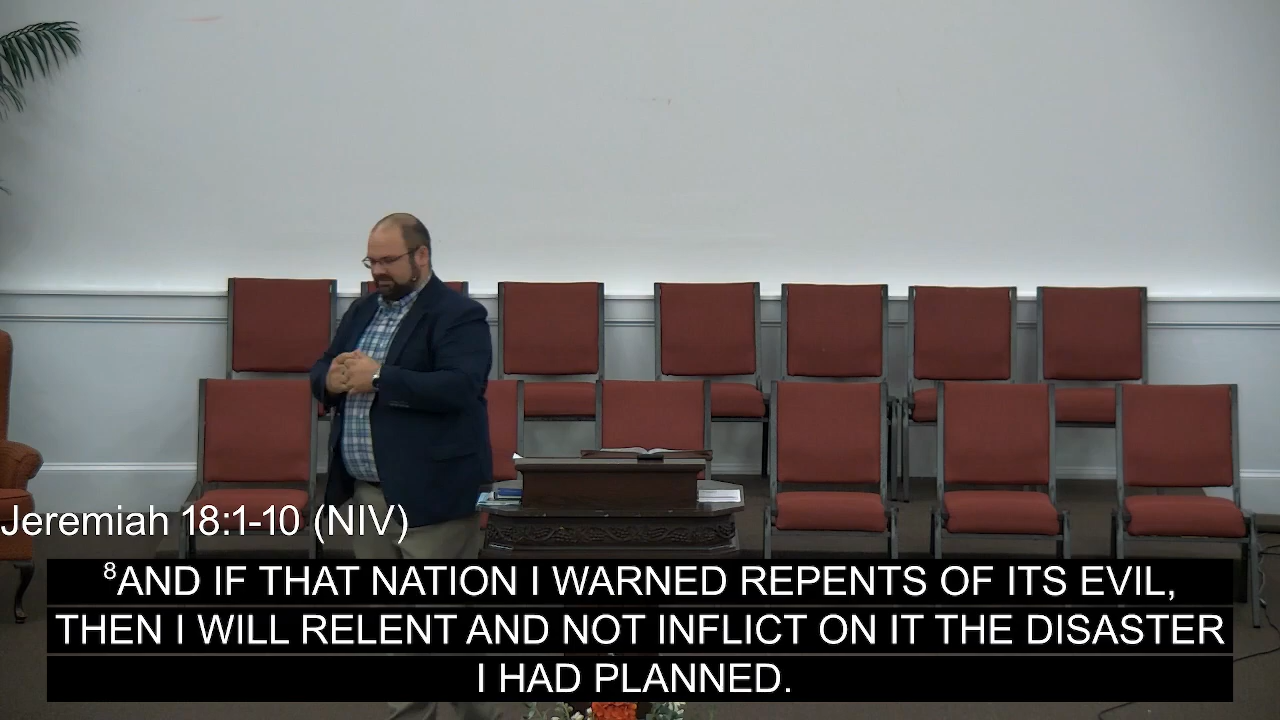 Jeremiah 18:1-10 (NIV)
⁸AND IF THAT NATION I WARNED REPENTS OF ITS EVIL,
THEN I WILL RELENT AND NOT INFLICT ON IT THE DISASTER
I HAD PLANNED.